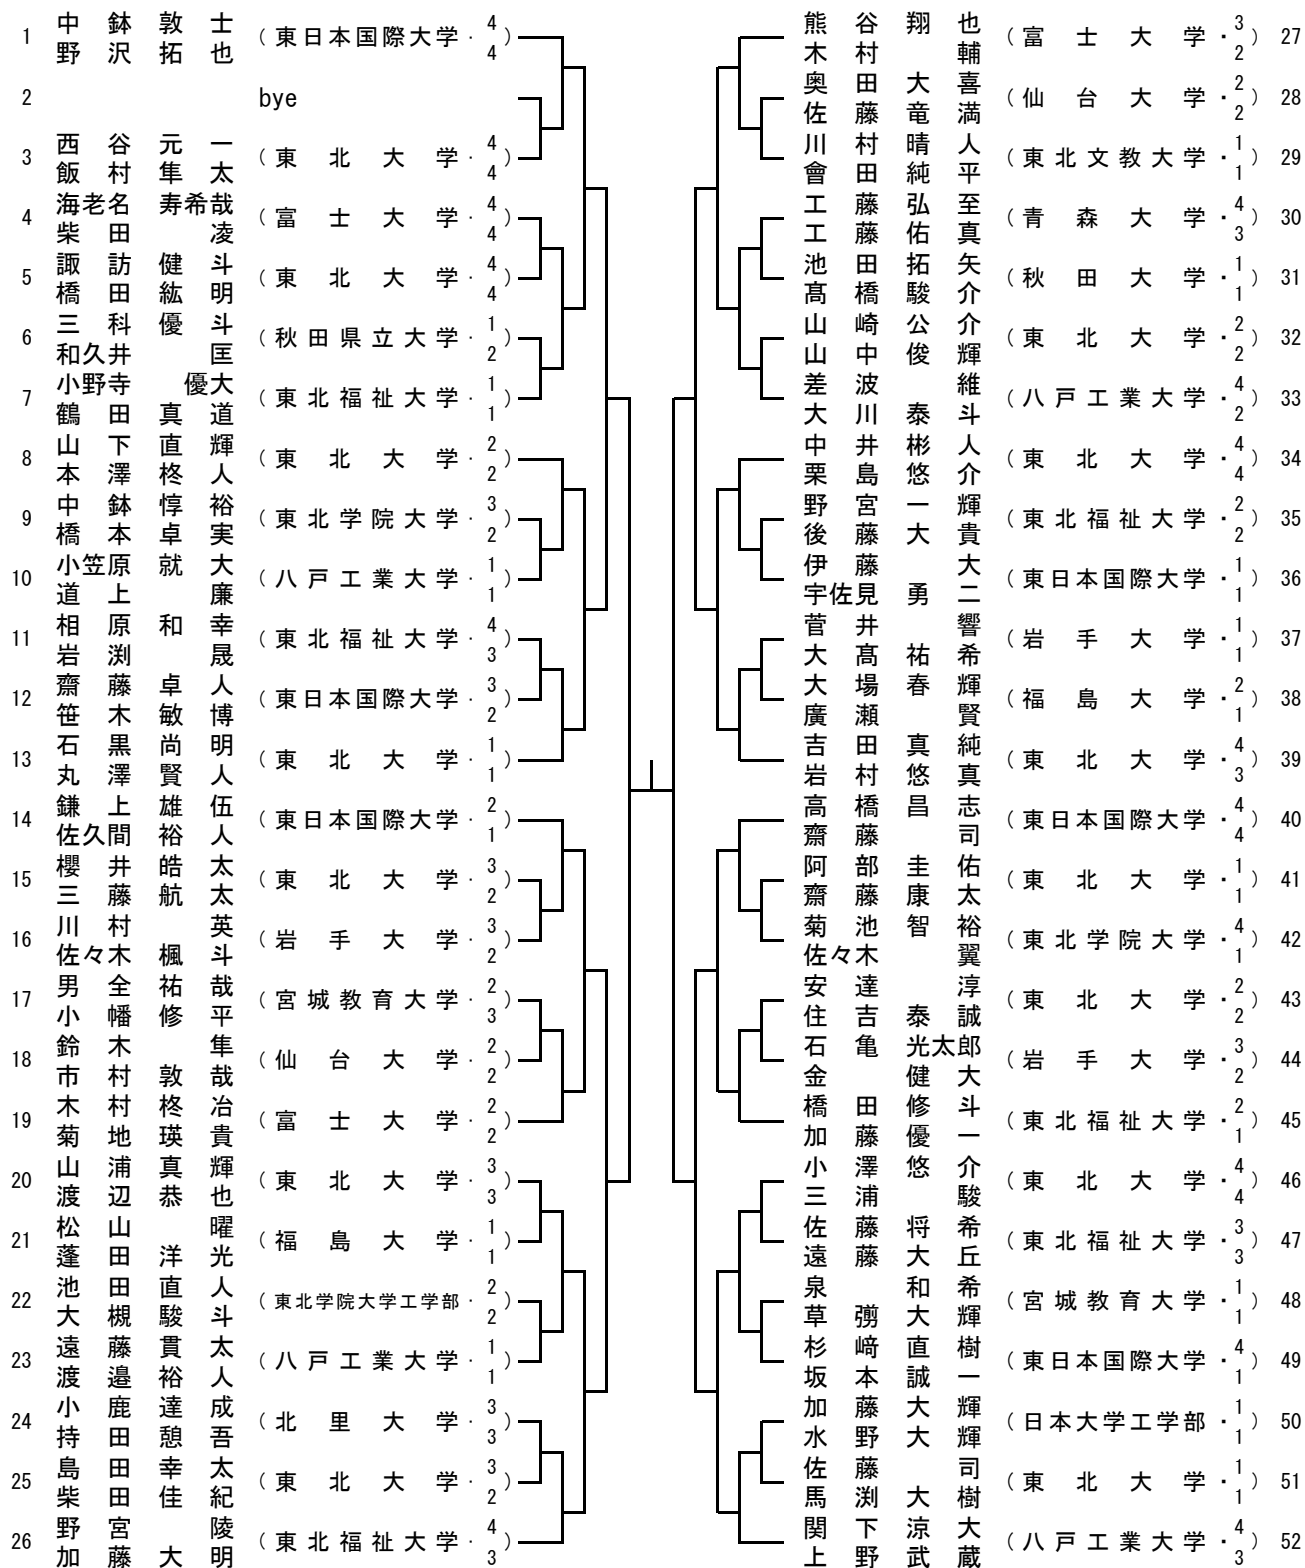 中鉢敦士
1 (東日本国際大学・4 4)
野沢拓也
2 bye
西谷元一
3 (東北大学・4 4)
飯村隼太
海老名寿希哉
4 (富士大学・4 4)
柴田凌
諏訪健斗
5 (東北大学・4 4)
橋田紘明
三科優斗
6 (秋田県立大学・1 2)
和久井匡
小野寺優大
7 (東北福祉大学・1 1)
鶴田真道
山下直輝
8 (東北大学・2 2)
本澤柊人
中鉢惇裕
9 (東北学院大学・3 2)
橋本卓実
小笠原就大
10 (八戸工業大学・1 1)
道上廉
相原和幸
11 (東北福祉大学・4 3)
岩渕晟
齋藤卓人
12 (東日本国際大学・3 2)
笹木敏博
石黒尚明
13 (東北大学・1 1)
丸澤賢人
鎌上雄伍
14 (東日本国際大学・2 1)
佐久間裕人
櫻井皓太
15 (東北大学・3 2)
三藤航太
川村英
16 (岩手大学・3 2)
佐々木楓斗
男全祐哉
17 (宮城教育大学・2 3)
小幡修平
鈴木隼
18 (仙台大学・2 2)
市村敦哉
木村柊冶
19 (富士大学・2 2)
菊地瑛貴
山浦真輝
20 (東北大学・3 3)
渡辺恭也
松山曜
21 (福島大学・1 1)
蓬田洋光
池田直人
22 (東北学院大学工学部・2 2)
大槻駿斗
遠藤貫太
23 (八戸工業大学・1 1)
渡邉裕人
小鹿達成
24 (北里大学・3 3)
持田憩吾
島田幸太
25 (東北大学・3 2)
柴田佳紀
野宮陵
26 (東北福祉大学・4 3)
加藤大明
熊谷翔也
(富士大学・3 2) 27
木村輔
奥田大喜
(仙台大学・2 2) 28
佐藤竜満
川村晴人
(東北文教大学・1 1) 29
會田純平
工藤弘至
(青森大学・4 3) 30
工藤佑真
池田拓矢
(秋田大学・1 1) 31
髙橋駿介
山崎公介
(東北大学・2 2) 32
山中俊輝
差波維
(八戸工業大学・4 2) 33
大川泰斗
中井彬人
(東北大学・4 4) 34
栗島悠介
野宮一輝
(東北福祉大学・2 2) 35
後藤大貴
伊藤大
(東日本国際大学・1 1) 36
宇佐見勇二
菅井響
(岩手大学・1 1) 37
大髙祐希
大場春輝
(福島大学・2 1) 38
廣瀬賢
吉田真純
(東北大学・4 3) 39
岩村悠真
高橋昌志
(東日本国際大学・4 4) 40
齋藤司
阿部圭佑
(東北大学・1 1) 41
齋藤康太
菊池智裕
(東北学院大学・4 1) 42
佐々木翼
安達淳
(東北大学・2 2) 43
住吉泰誠
石亀光太郎
(岩手大学・3 2) 44
金健大
橋田修斗
(東北福祉大学・2 1) 45
加藤優一
小澤悠介
(東北大学・4 4) 46
三浦駿
佐藤将希
(東北福祉大学・3 3) 47
遠藤大丘
泉和希
(宮城教育大学・1 1) 48
草彅大輝
杉﨑直樹
(東日本国際大学・4 1) 49
坂本誠一
加藤大輝
(日本大学工学部・1 1) 50
水野大輝
佐藤司
(東北大学・1 1) 51
馬渕大樹
関下涼大
(八戸工業大学・4 3) 52
上野武蔵